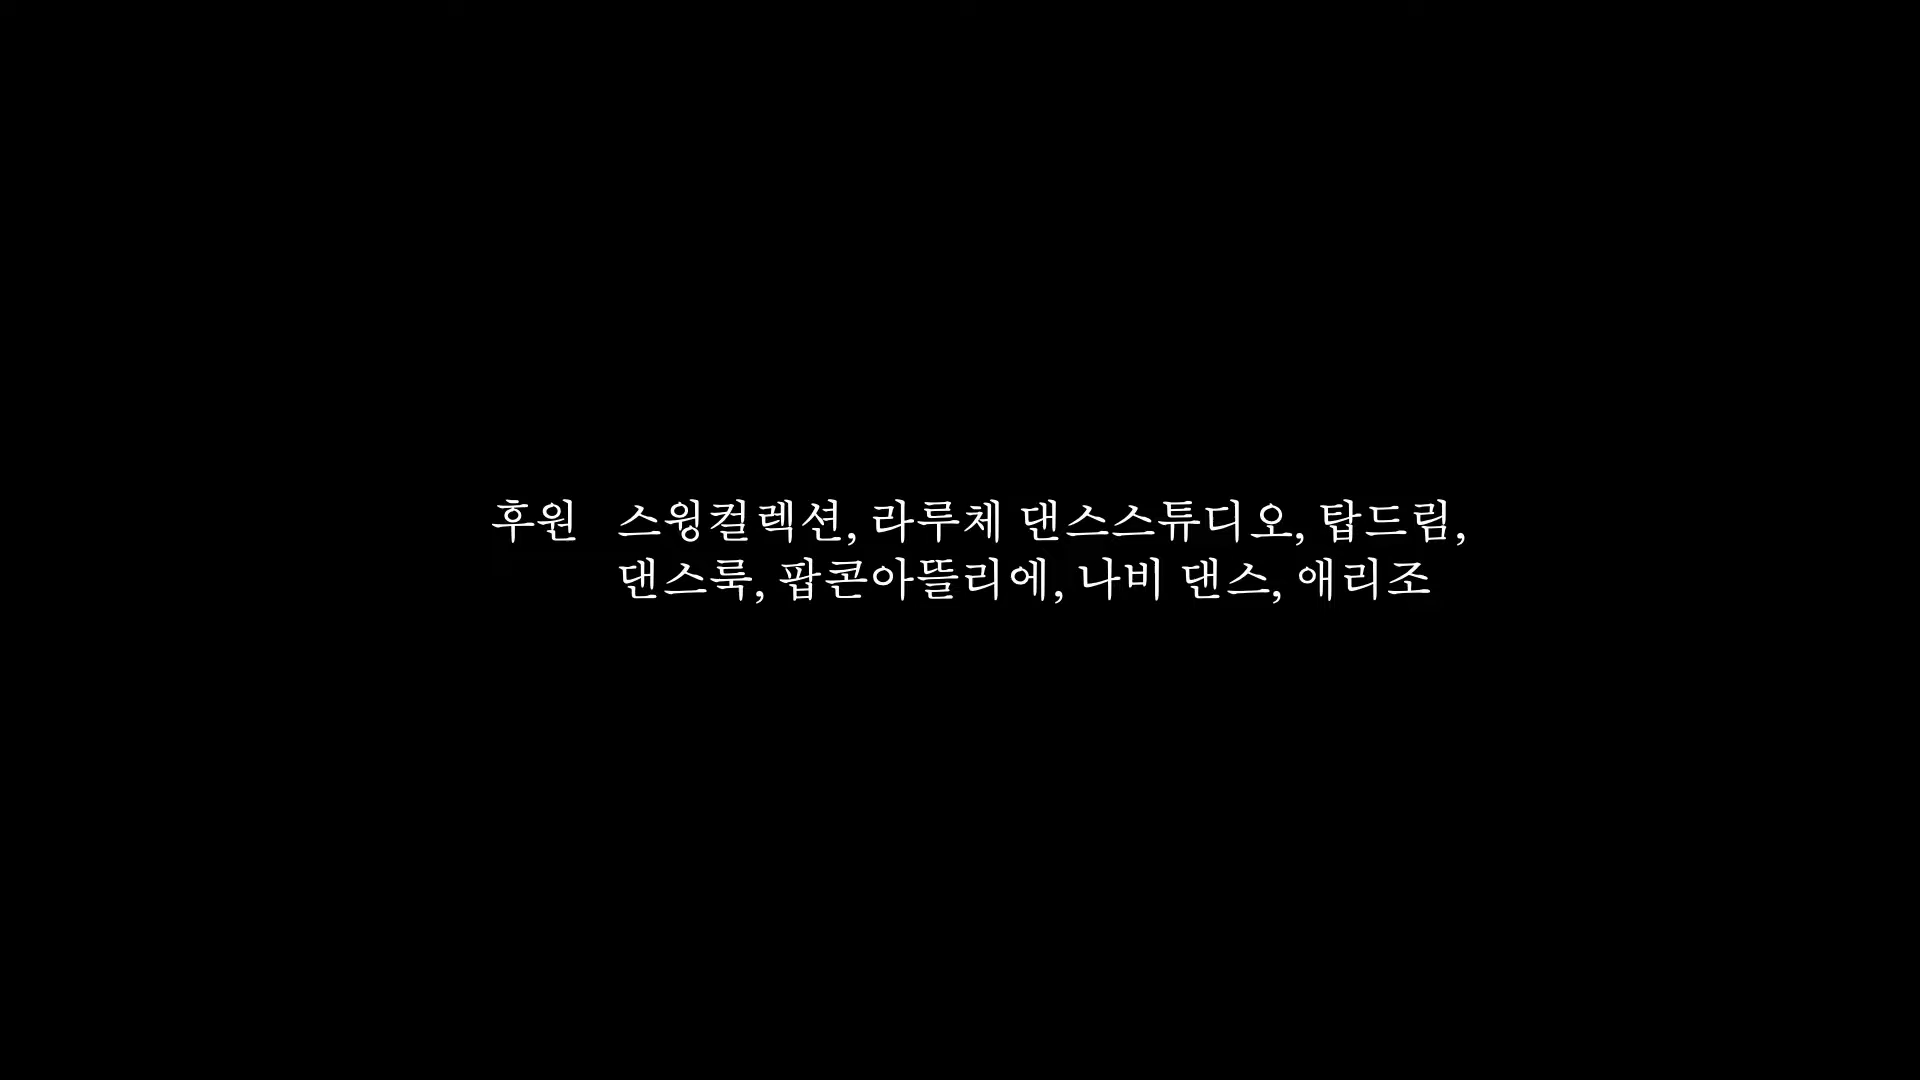 후원 스윙컬렉션, 라루체 댄스스튜디오, 탑드림,
댄스룩, 팝콘아뜰리에, 나비 댄스, 애리조